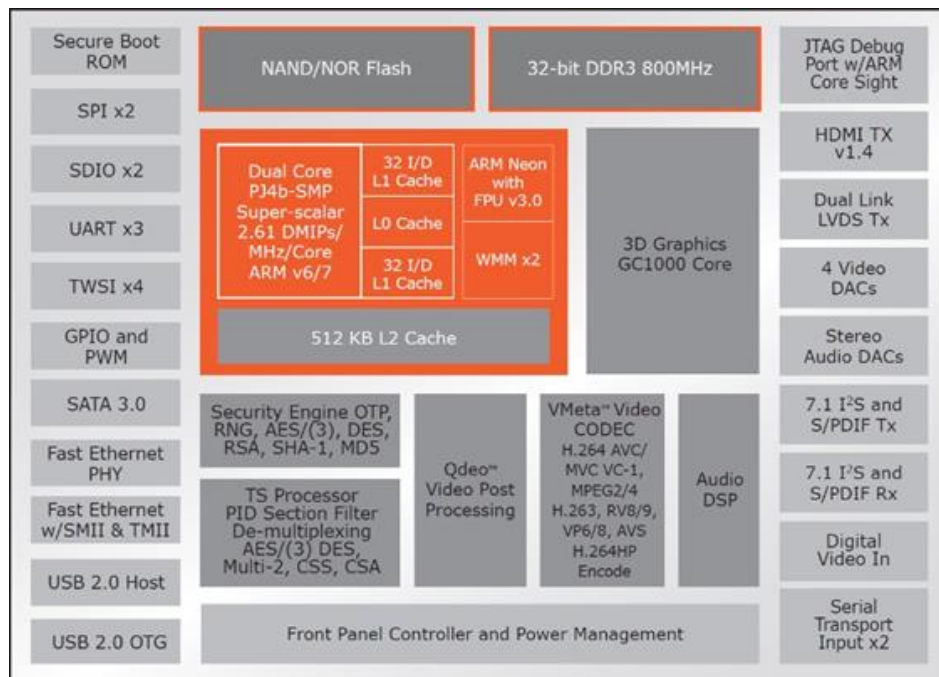 Secure Boot
ROM
SPI x2
SDIO x2
UART x3
TWSI x4
GPIO and
PWM
SATA 3.0
Fast Ethernet
PHY
Fast Ethernet
w/SMII & TMII
USB 2.0 Host
USB 2.0 OTG
NAND/NOR Flash
32-bit DDR3 800MHz
Dual Core
PJ4b-SMP
Super-scalar
2.61 DMIPs/
MHz/Core
ARM v6/7
32 I/D
L1 Cache
L0 Cache
32 I/D
L1 Cache
ARM Neon
with
FPU v3.0
WMM x2
512 KB L2 Cache
3D Graphics
GC1000 Core
Security Engine OTP,
RNG, AES/(3), DES,
RSA, SHA-1, MD5
TS Processor
PID Section Filter
De-multiplexing
AES/(3) DES,
Multi-2, CSS, CSA
Qdeo™
Video Post
Processing
VMeta™ Video
CODEC
H.264 AVC/
MVC VC-1,
MPEG2/4
H.263, RV8/9,
VP6/8, AVS
H.264HP
Encode
Audio
DSP
Front Panel Controller and Power Management
JTAG Debug
Port w/ARM
Core Sight
HDMI TX
v1.4
Dual Link
LVDS Tx
4 Video
DACs
Stereo
Audio DACs
7.1 I²S and
S/PDIF Tx
7.1 I²S and
S/PDIF Rx
Digital
Video In
Serial
Transport
Input x2